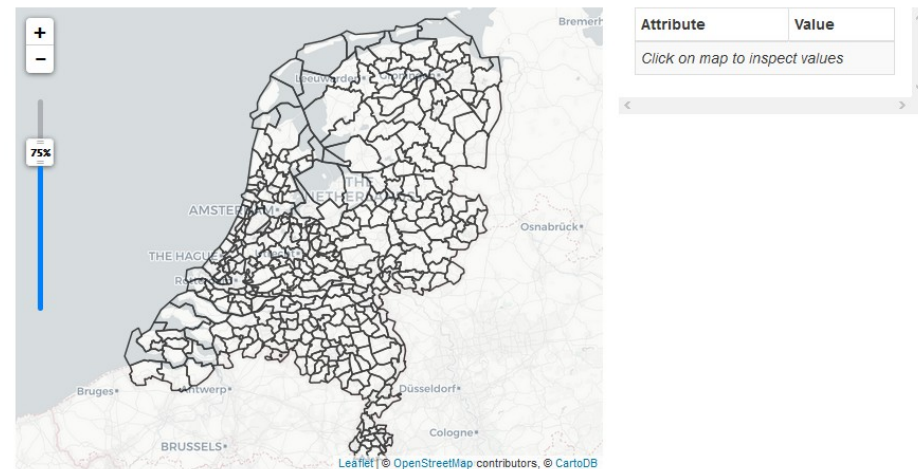 +
Bremerh
Attribute Value
−
Click on map to inspect values
Leeuwarden
Groningen
75%
THE
NETHERLANDS
AMSTERDAM
Osnabrück
THE HAGUE
Utrecht
Rotterdam
Bruges
Antwerp
Düsseldorf
Cologne
BRUSSELS
Leaflet | © OpenStreetMap contributors, © CartoDB